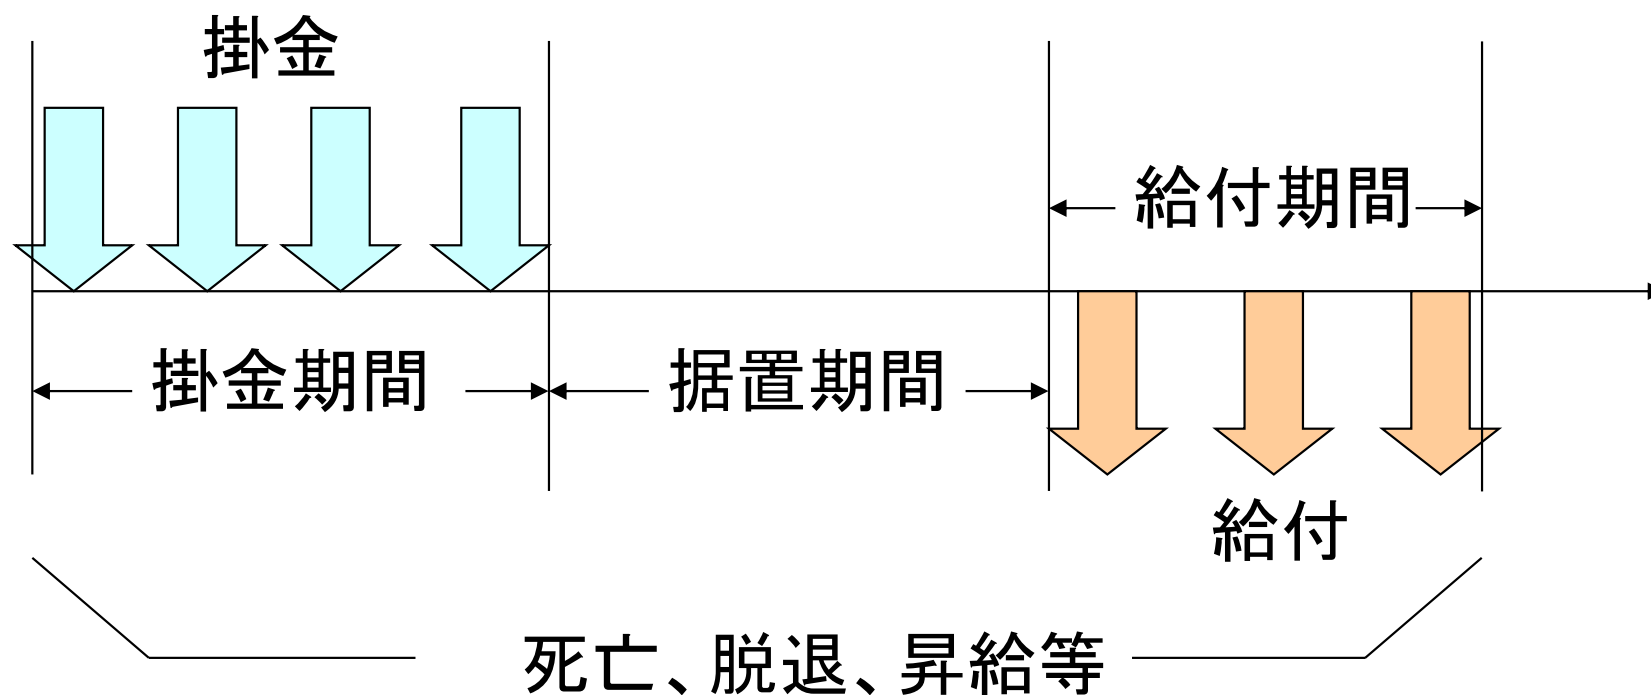 掛金
給付期間
掛金期間
据置期間
給付
死亡、脱退、昇給等